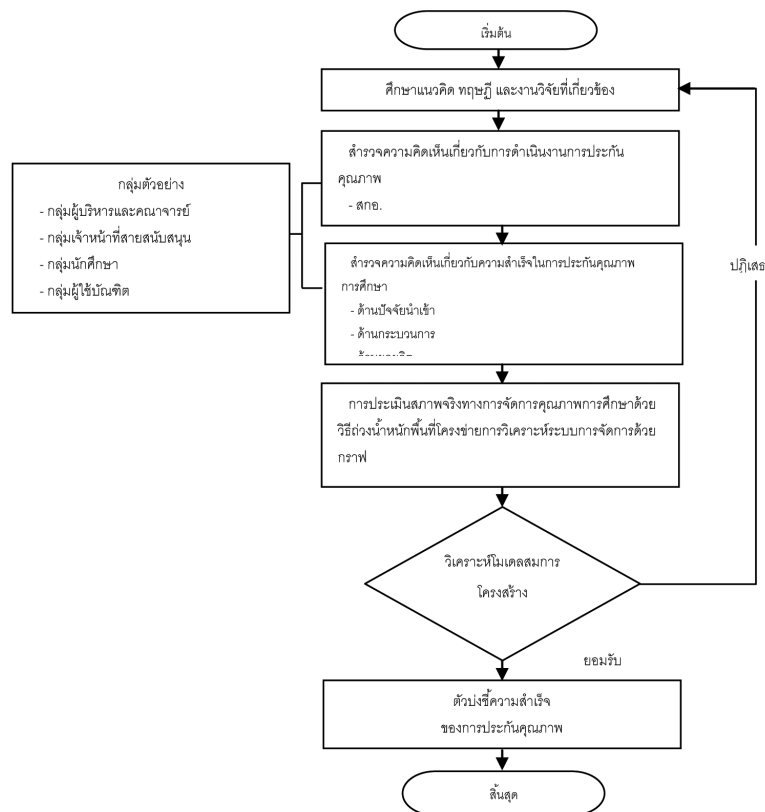 เริ่มต้น
ศึกษาแนวคิด ทฤษฎี และงานวิจัยที่เกี่ยวข้อง
สำรวจความคิดเห็นเกี่ยวกับการดำเนินงานการประกัน
คุณภาพ
- สกอ.
กลุ่มตัวอย่าง
- กลุ่มผู้บริหารและคณาจารย์
- กลุ่มเจ้าหน้าที่สายสนับสนุน
- กลุ่มนักศึกษา
- กลุ่มผู้ใช้บัณฑิต
สำรวจความคิดเห็นเกี่ยวกับความสำเร็จในการประกันคุณภาพ
การศึกษา
- ด้านปัจจัยนำเข้า
- ด้านกระบวนการ
ปฏิเสธ
การประเมินสภาพจริงทางการจัดการคุณภาพการศึกษาด้วย
วิธีถ่วงน้ำหนักพื้นที่โครงข่ายการวิเคราะห์ระบบการจัดการด้วย
กราฟ
วิเคราะห์โมเดลสมการ
โครงสร้าง
ยอมรับ
ตัวบ่งชี้ความสำเร็จ
ของการประกันคุณภาพ
สิ้นสุด